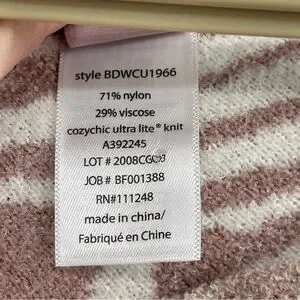 style BDWCU1966
71% nylon
29% viscose
cozychic ultra lite® knit
A392245
LOT # 2008CG
JOB # BF001388
RN#111248
made in china/
Fabriqué en Chine